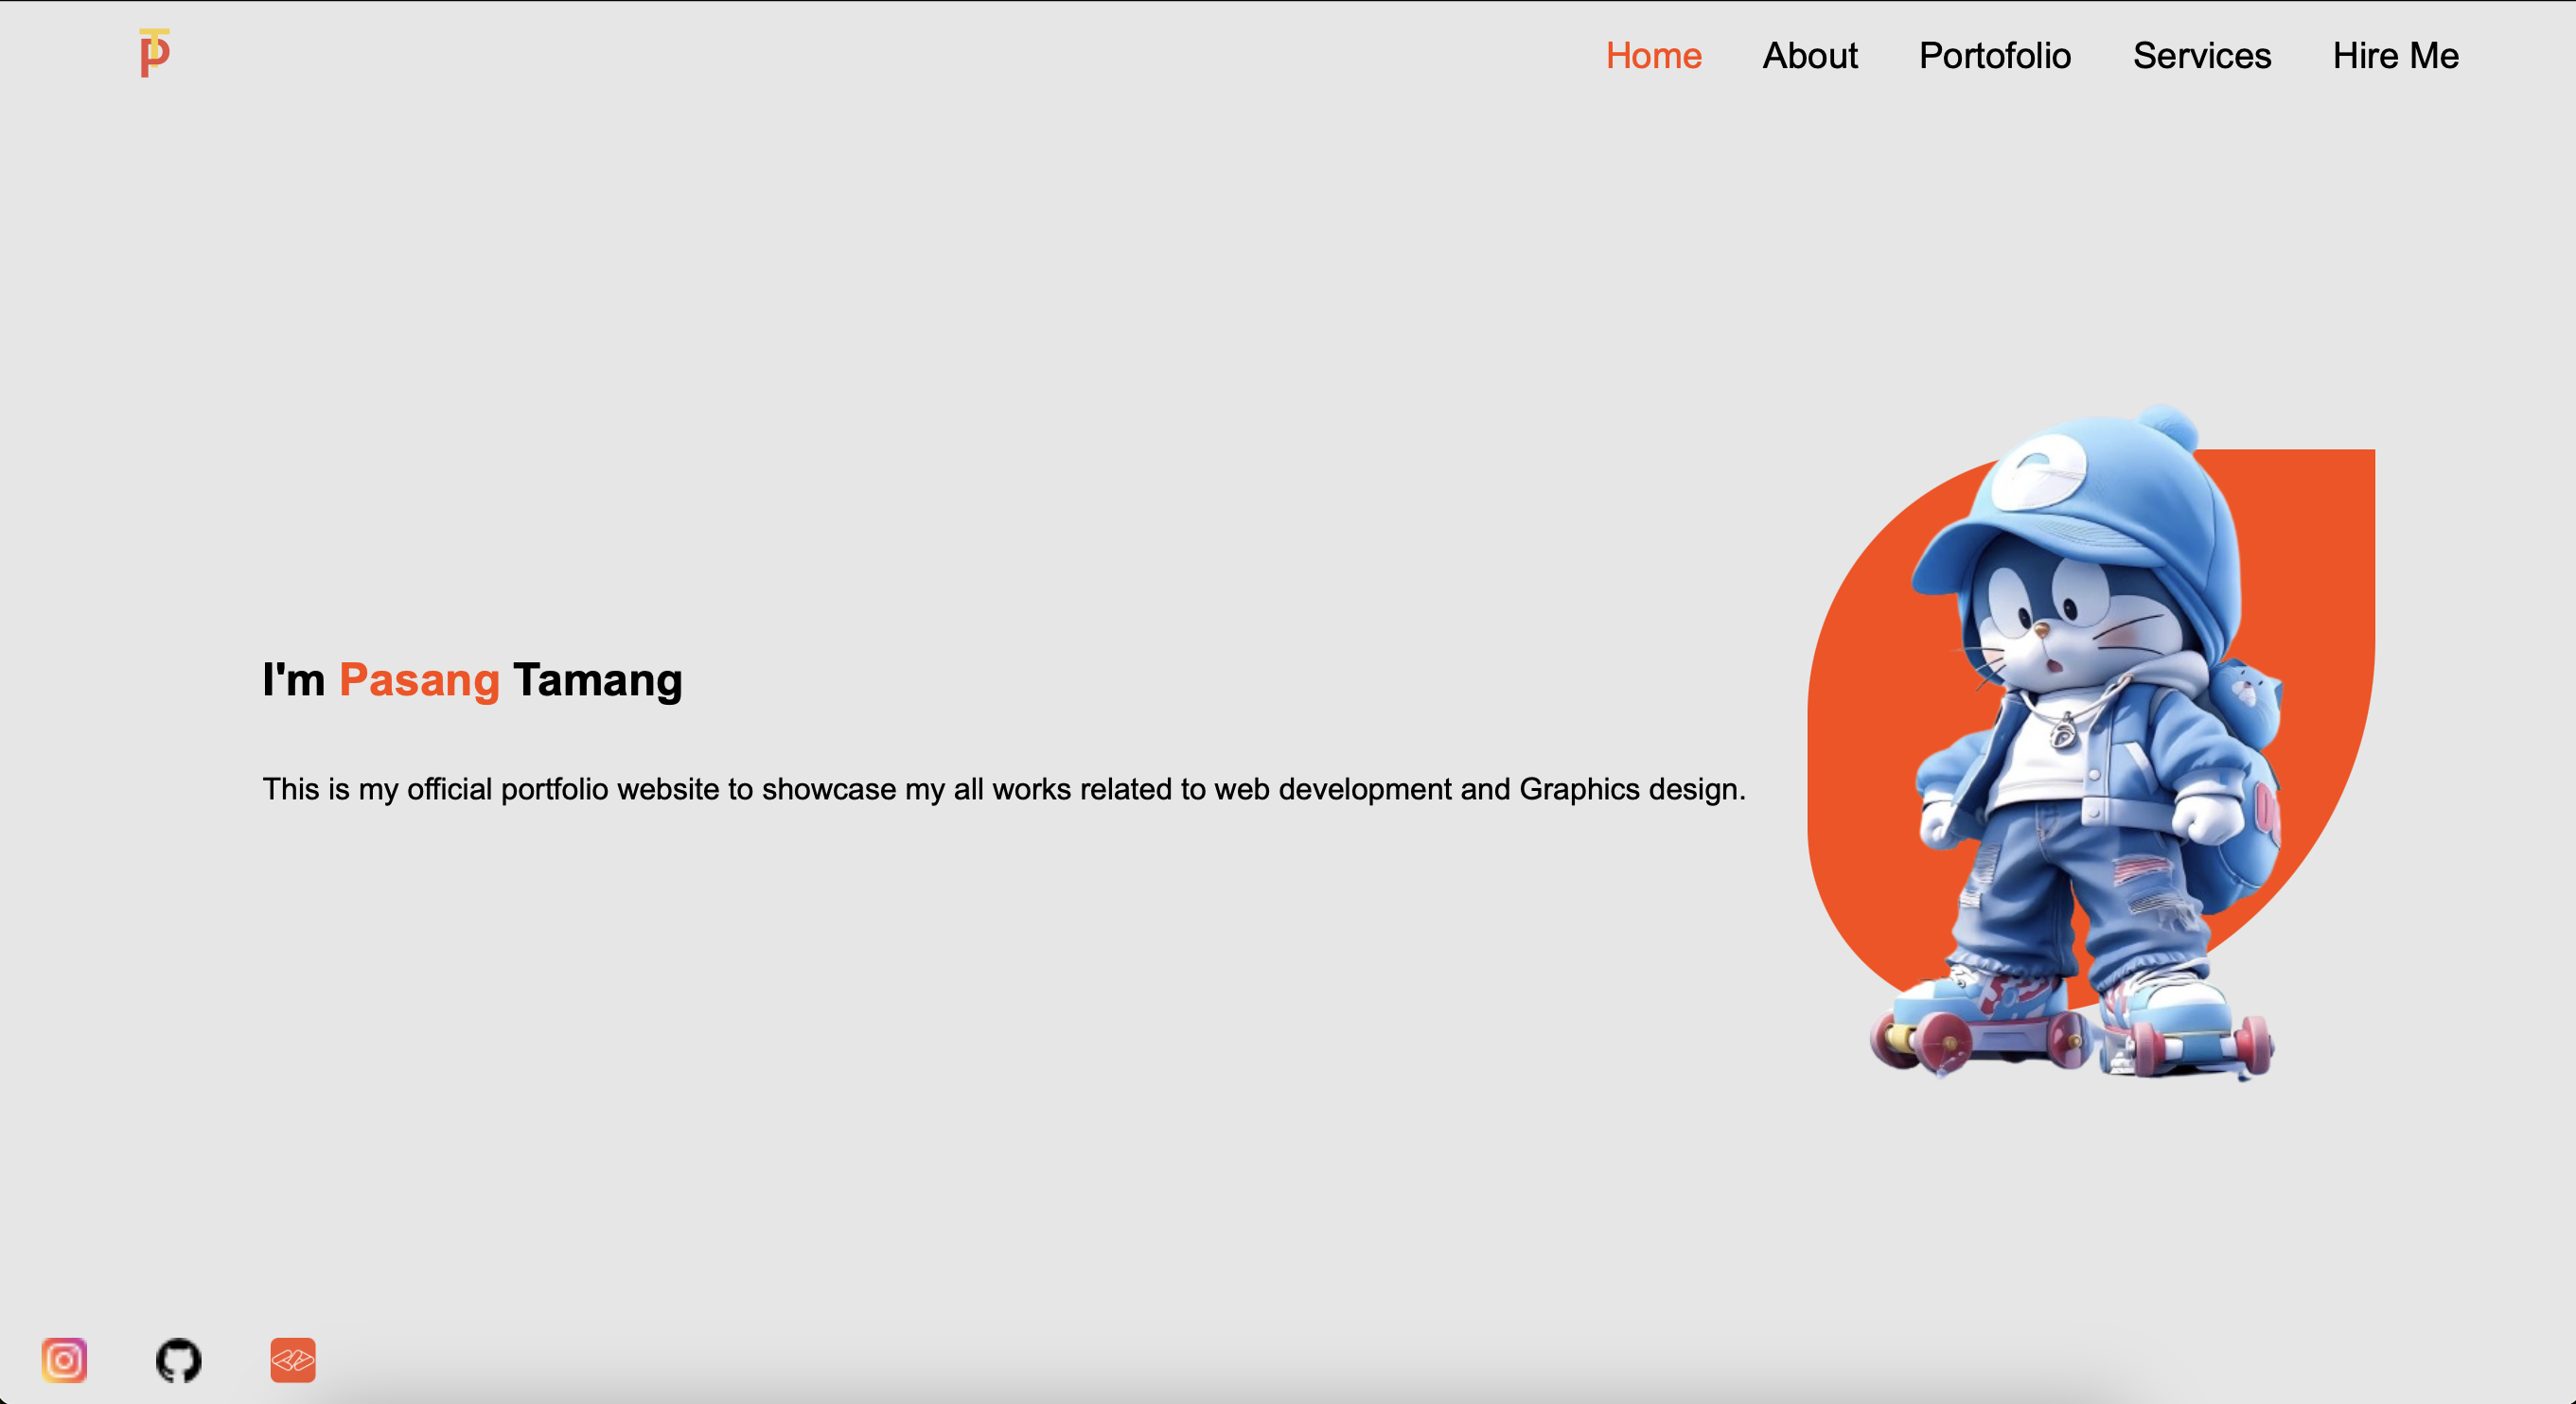 PT
Home About Portofolio Services Hire Me
I'm Pasang Tamang
This is my official portfolio website to showcase my all works related to web development and Graphics design.